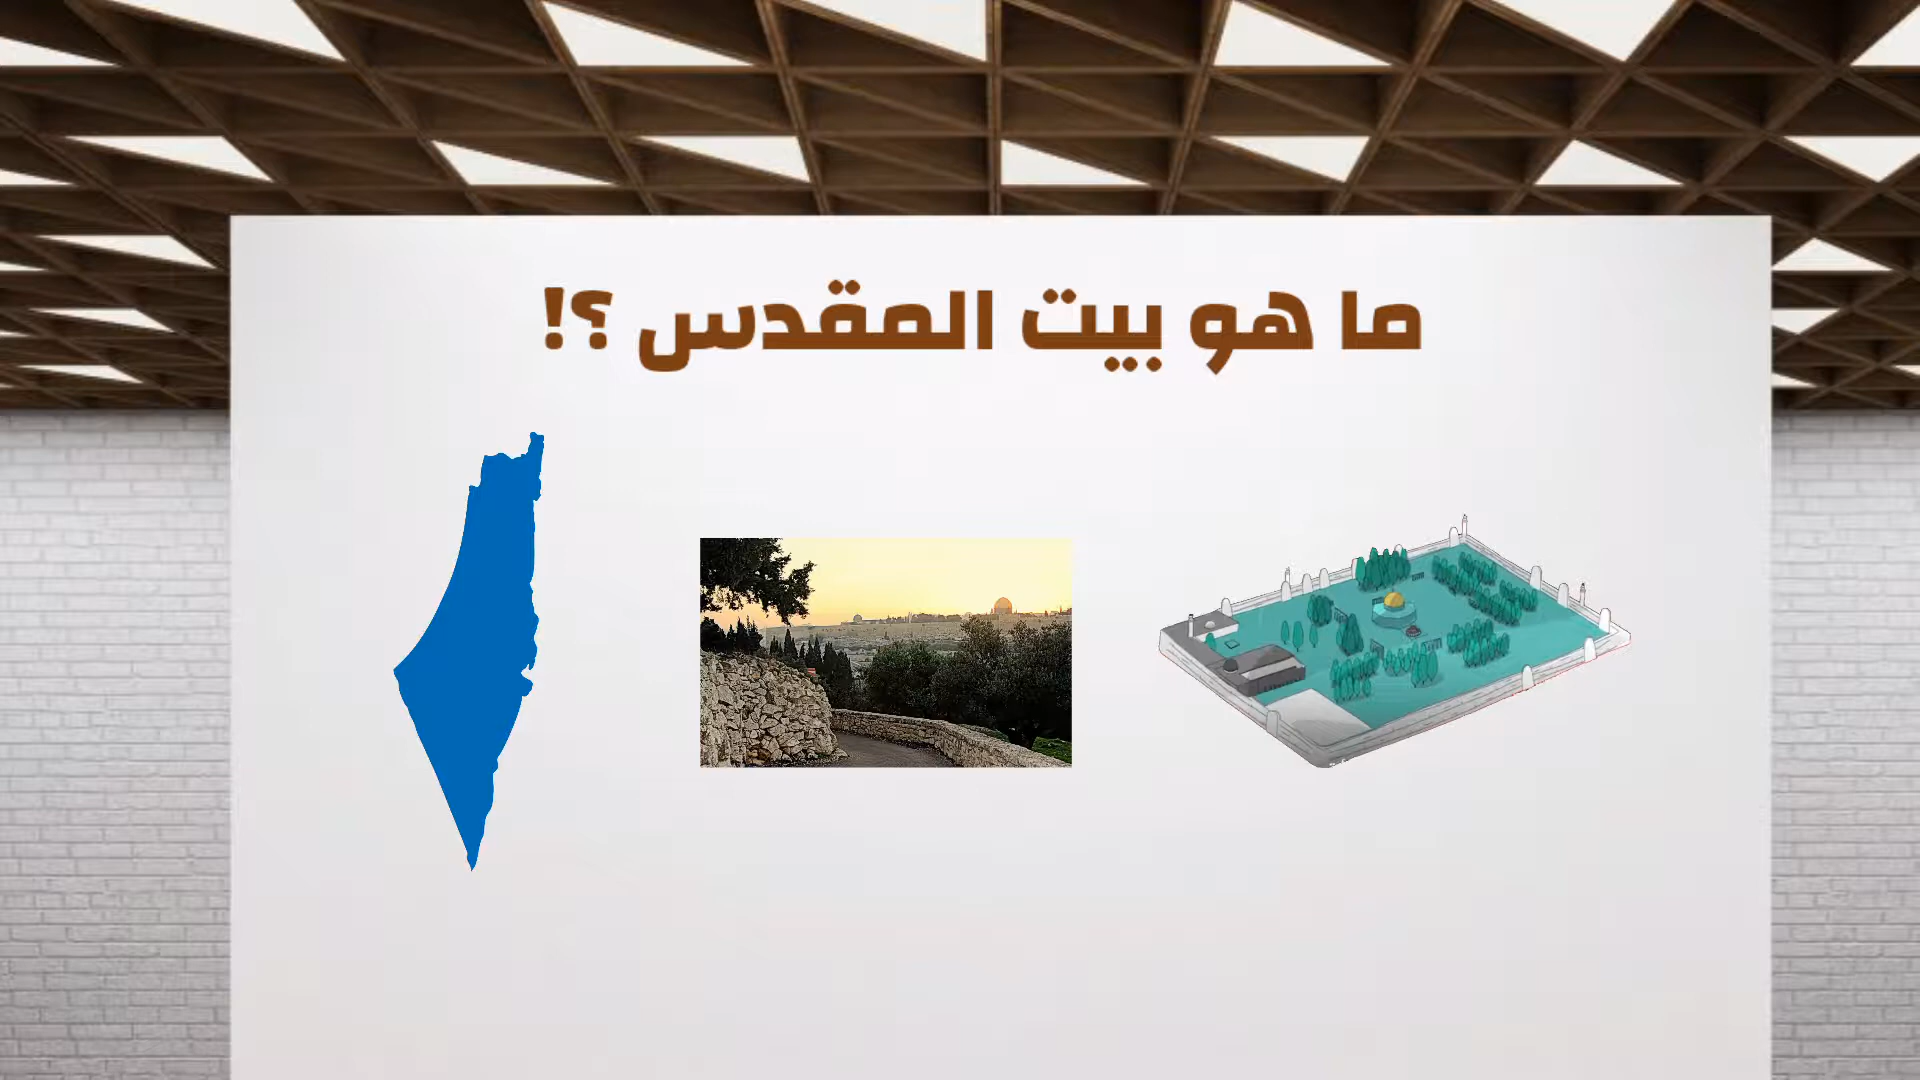 ما هو بيت المقدس ؟!